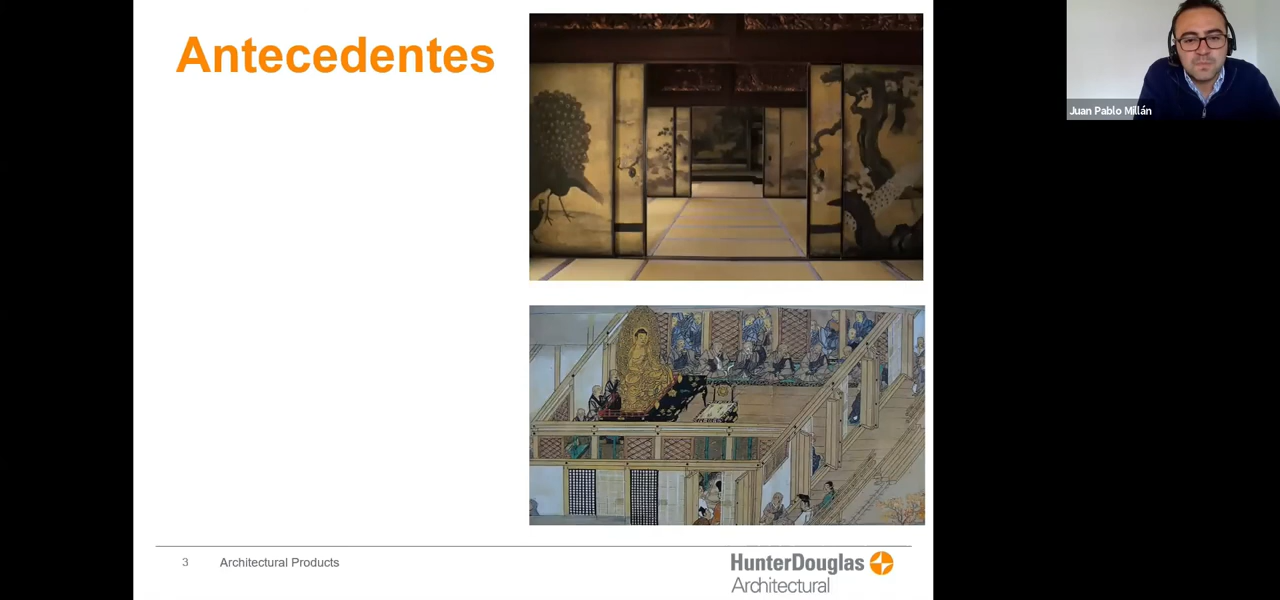 Antecedentes
Juan Pablo Millán
3 Architectural Products
HunterDouglas
Architectural